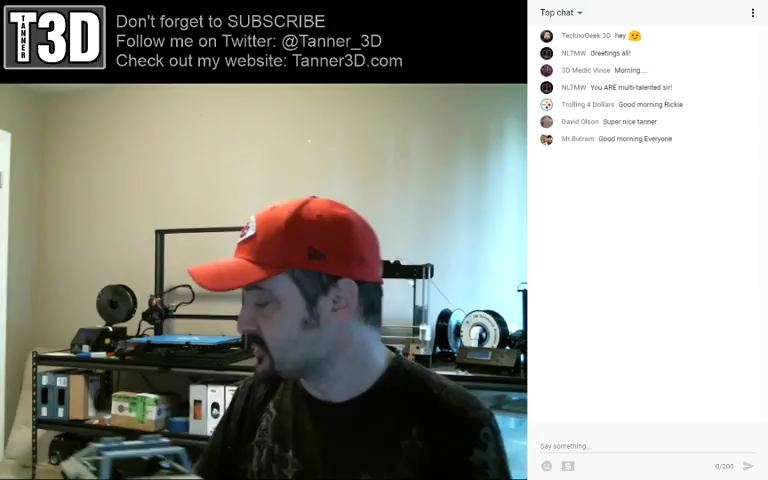 TANNER
T3D
Don't forget to SUBSCRIBE
Follow me on Twitter: @Tanner_3D
Check out my website: Tanner3D.com
Top chat
TechnoGeek 3D hey
NLTMW Greetings all!
3D Medic Vince Morning....
NLTMW You ARE multi-talented sir!
Trolling 4 Dollars Good morning Rickie
David Olson Super nice tanner
Mr.Butram Good morning Everyone
Say something...
0/200